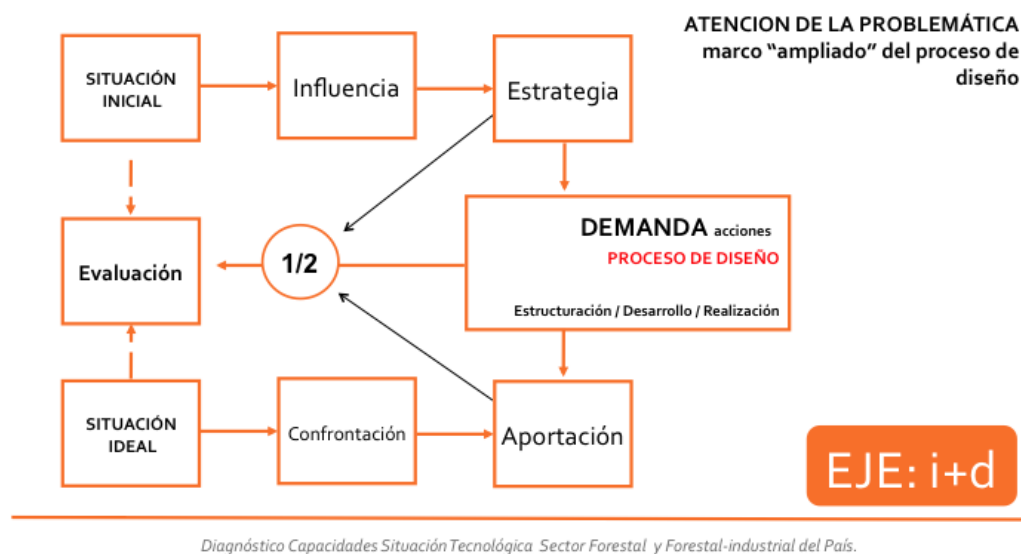 ATENCION DE LA PROBLEMÁTICA
marco “ampliado” del proceso de
diseño
SITUACIÓN
INICIAL
Influencia
Estrategia
DEMANDA acciones
PROCESO DE DISEÑO
Estructuración / Desarrollo / Realización
1/2
Evaluación
SITUACIÓN
IDEAL
Confrontación
Aportación
EJE: i+d
Diagnóstico Capacidades Situación Tecnológica Sector Forestal y Forestal-industrial del País.